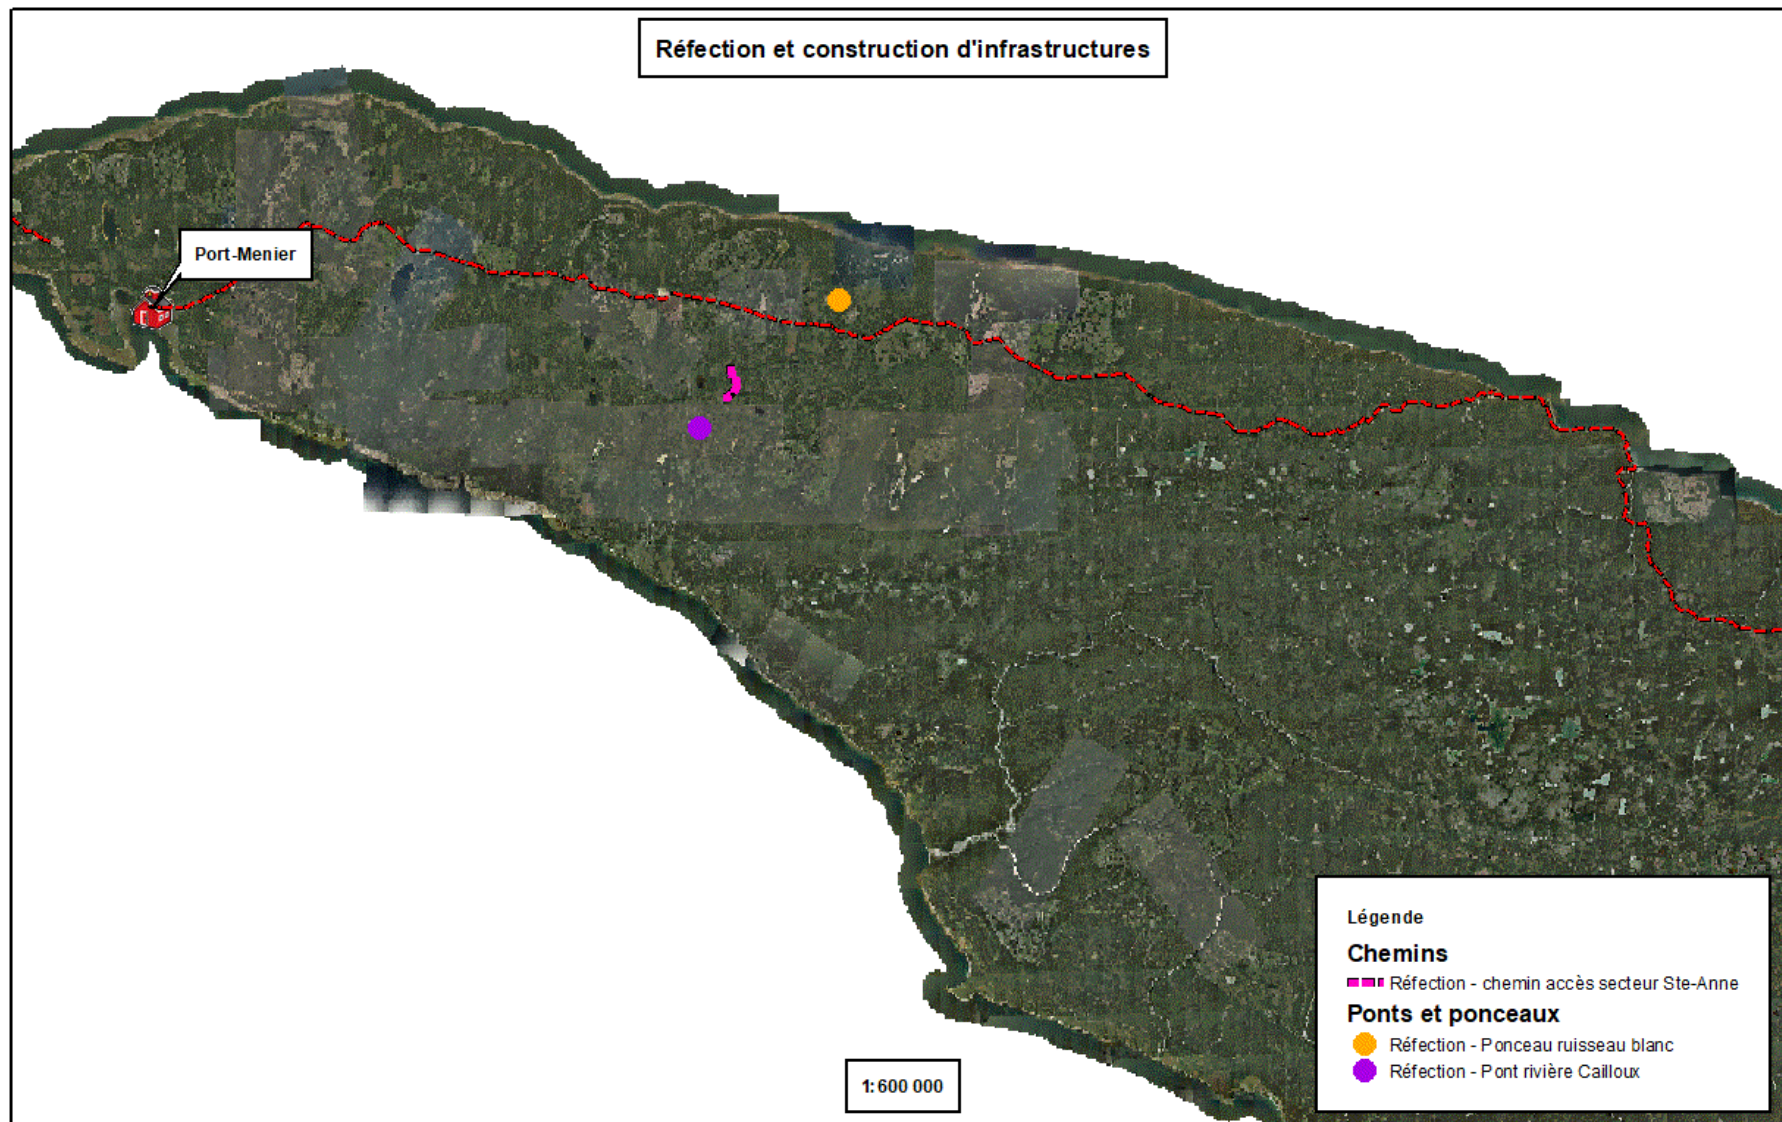 Réfection et construction d'infrastructures
Port-Menier
Légende
Chemins
Réfection - chemin accès secteur Ste-Anne
Ponts et ponceaux
Réfection - Ponceau ruisseau blanc
Réfection - Pont rivière Cailloux
1:600 000